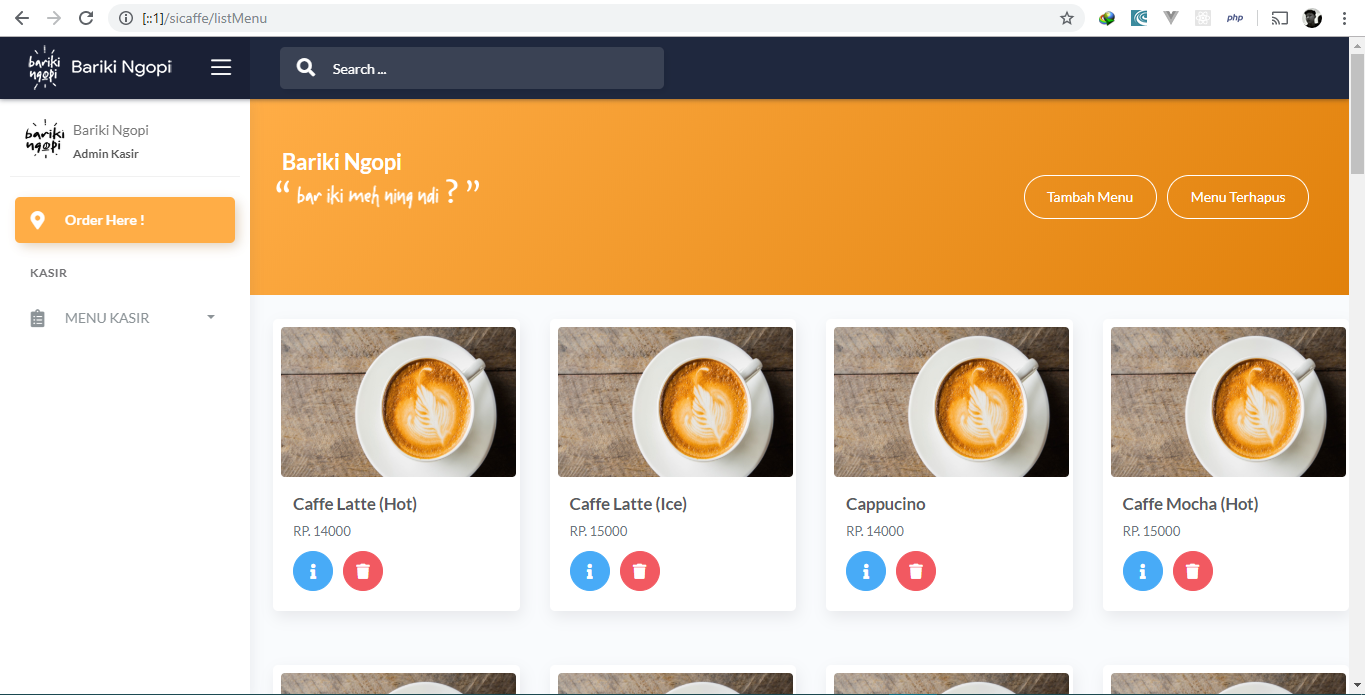 [::1]/sicaffe/listMenu
php
bariki
ngopi
Bariki Ngopi
Search ...
bariki
ngopi
Bariki Ngopi
Admin Kasir
Order Here !
KASIR
MENU KASIR
Bariki Ngopi
“ bar iki meh ning ndi ? ”
Tambah Menu
Menu Terhapus
Caffe Latte (Hot)
RP. 14000
Caffe Latte (Ice)
RP. 15000
Cappucino
RP. 14000
Caffe Mocha (Hot)
RP. 15000